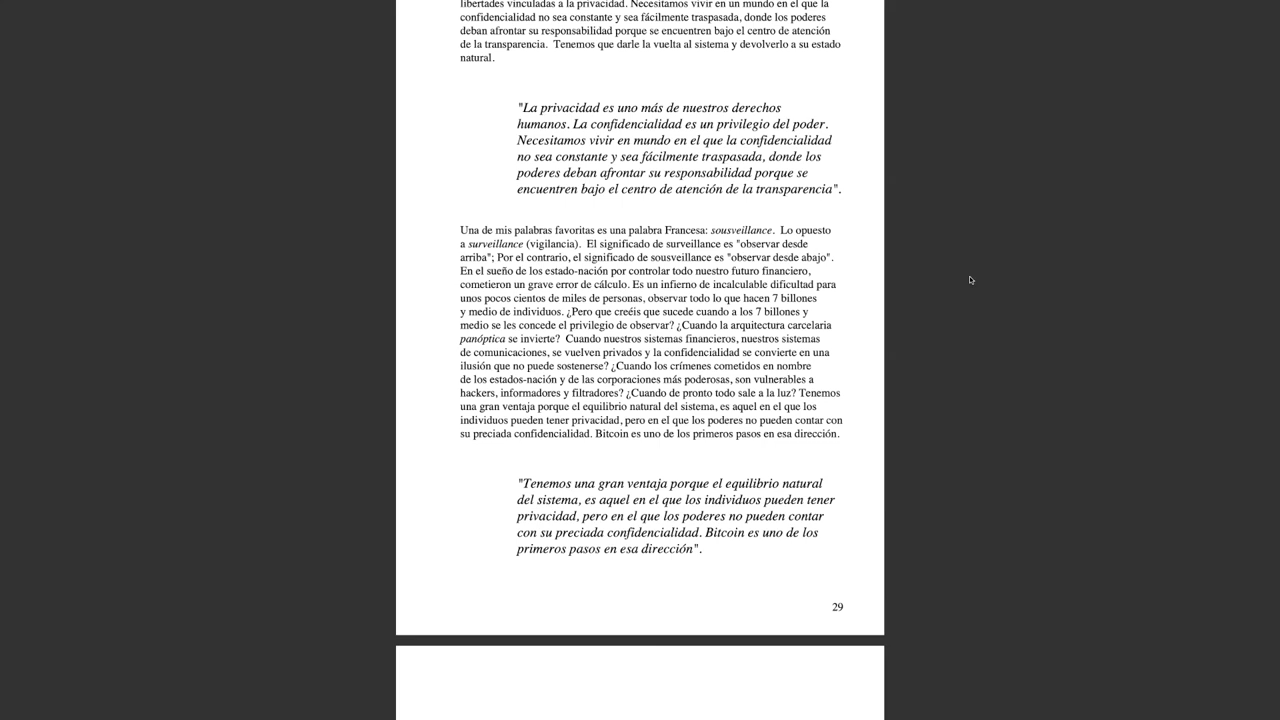 libertades vinculadas a la privacidad. Necesitamos vivir en un mundo en el que la
confidencialidad no sea constante y sea fácilmente traspasada, donde los poderes
deban afrontar su responsabilidad porque se encuentren bajo el centro de atención
de la transparencia.  Tenemos que darle la vuelta al sistema y devolverlo a su estado
natural.
"La privacidad es uno más de nuestros derechos
humanos. La confidencialidad es un privilegio del poder.
Necesitamos vivir en mundo en el que la confidencialidad
no sea constante y sea fácilmente traspasada, donde los
poderes deban afrontar su responsabilidad porque se
encuentren bajo el centro de atención de la transparencia".
Una de mis palabras favoritas es una palabra Francesa: sousveillance.  Lo opuesto
a surveillance (vigilancia).  El significado de surveillance es "observar desde
arriba"; Por el contrario, el significado de sousveillance es "observar desde abajo".
En el sueño de los estado-nación por controlar todo nuestro futuro financiero,
cometieron un grave error de cálculo. Es un infierno de incalculable dificultad para
unos pocos cientos de miles de personas, observar todo lo que hacen 7 billones
y medio de individuos. ¿Pero que creéis que sucede cuando a los 7 billones y
medio se les concede el privilegio de observar? ¿Cuando la arquitectura carcelaria
panóptica se invierte?  Cuando nuestros sistemas financieros, nuestros sistemas
de comunicaciones, se vuelven privados y la confidencialidad se convierte en una
ilusión que no puede sostenerse? ¿Cuando los crímenes cometidos en nombre
de los estados-nación y de las corporaciones más poderosas, son vulnerables a
hackers, informadores y filtradores? ¿Cuando de pronto todo sale a la luz? Tenemos
una gran ventaja porque el equilibrio natural del sistema, es aquel en el que los
individuos pueden tener privacidad, pero en el que los poderes no pueden contar con
su preciada confidencialidad. Bitcoin es uno de los primeros pasos en esa dirección.
"Tenemos una gran ventaja porque el equilibrio natural
del sistema, es aquel en el que los individuos pueden tener
privacidad, pero en el que los poderes no pueden contar
con su preciada confidencialidad. Bitcoin es uno de los
primeros pasos en esa dirección".
29